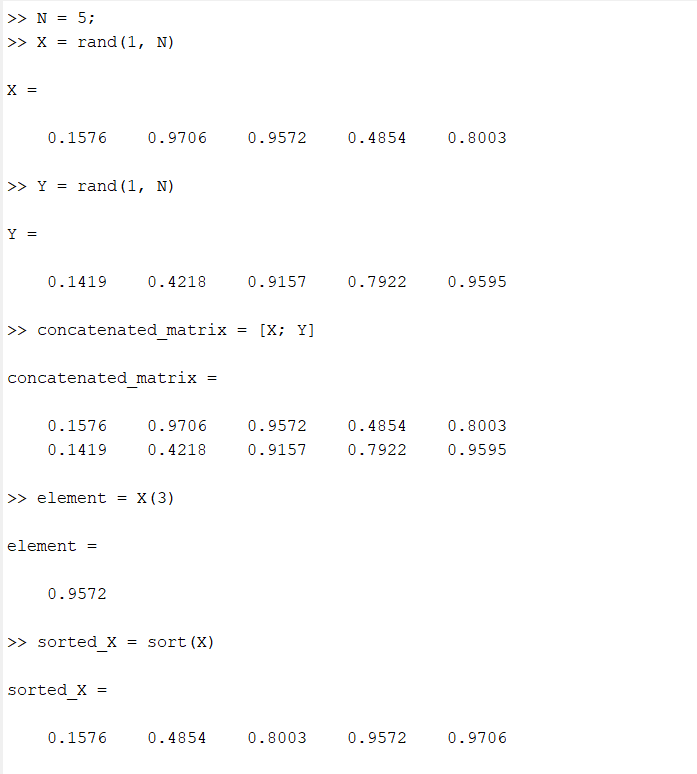 >> N = 5;
>> X = rand(1, N)
X =
0.1576 0.9706 0.9572 0.4854 0.8003
>> Y = rand(1, N)
Y =
0.1419 0.4218 0.9157 0.7922 0.9595
>> concatenated_matrix = [X; Y]
concatenated_matrix =
0.1576 0.9706 0.9572 0.4854 0.8003
0.1419 0.4218 0.9157 0.7922 0.9595
>> element = X(3)
element =
0.9572
>> sorted_X = sort(X)
sorted_X =
0.1576 0.4854 0.8003 0.9572 0.9706